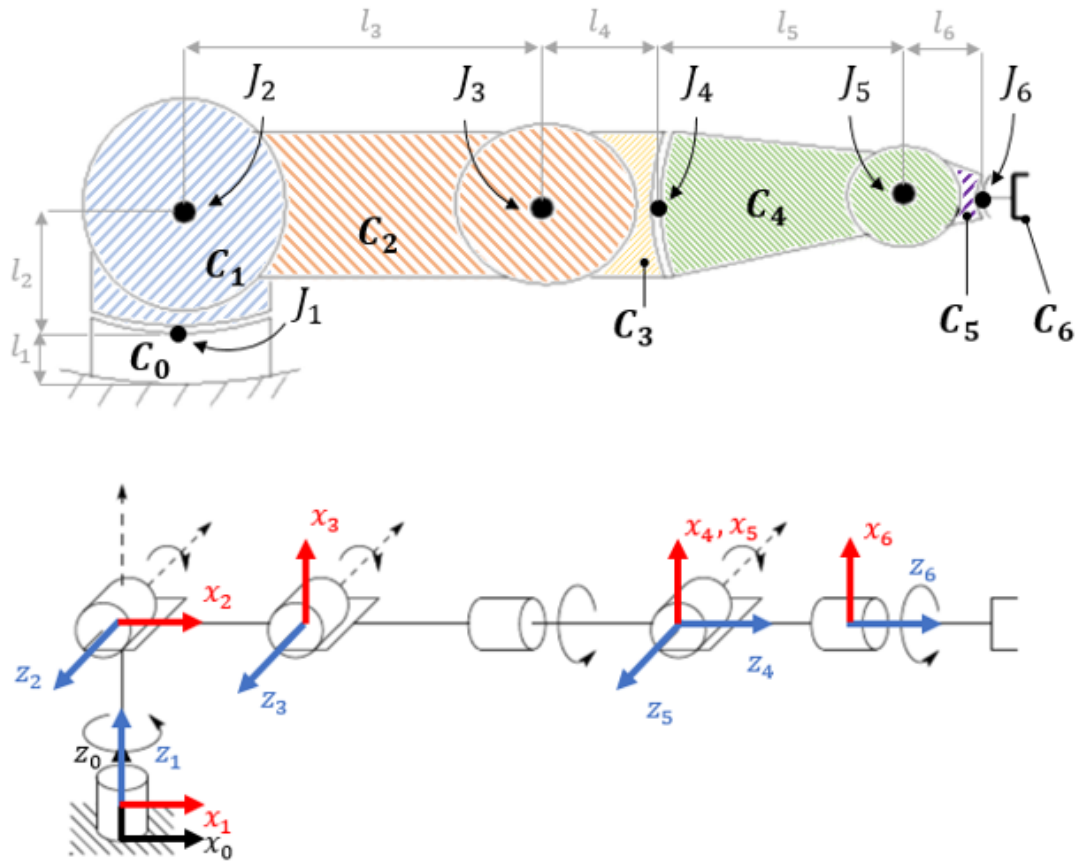 l₃ l₄ l₅ l₆
J₂ J₃ J₄ J₅ J₆
C₂ C₄
l₂ C₁
J₁ C₃ C₅ C₆
l₁ C₀
x₃ x₄, x₅ x₆
x₂ z₆
z₂ z₃ z₅ z₄
z₀ z₁
x₁
x₀